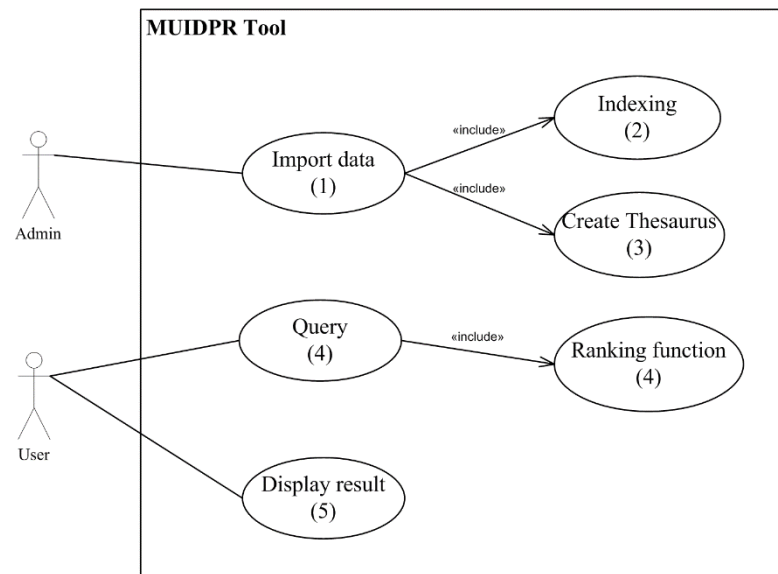 MUIDPR Tool
Indexing
(2)
«include»
Import data
(1)
«include»
Create Thesaurus
(3)
Admin
Query
(4)
«include»
Ranking function
(4)
User
Display result
(5)